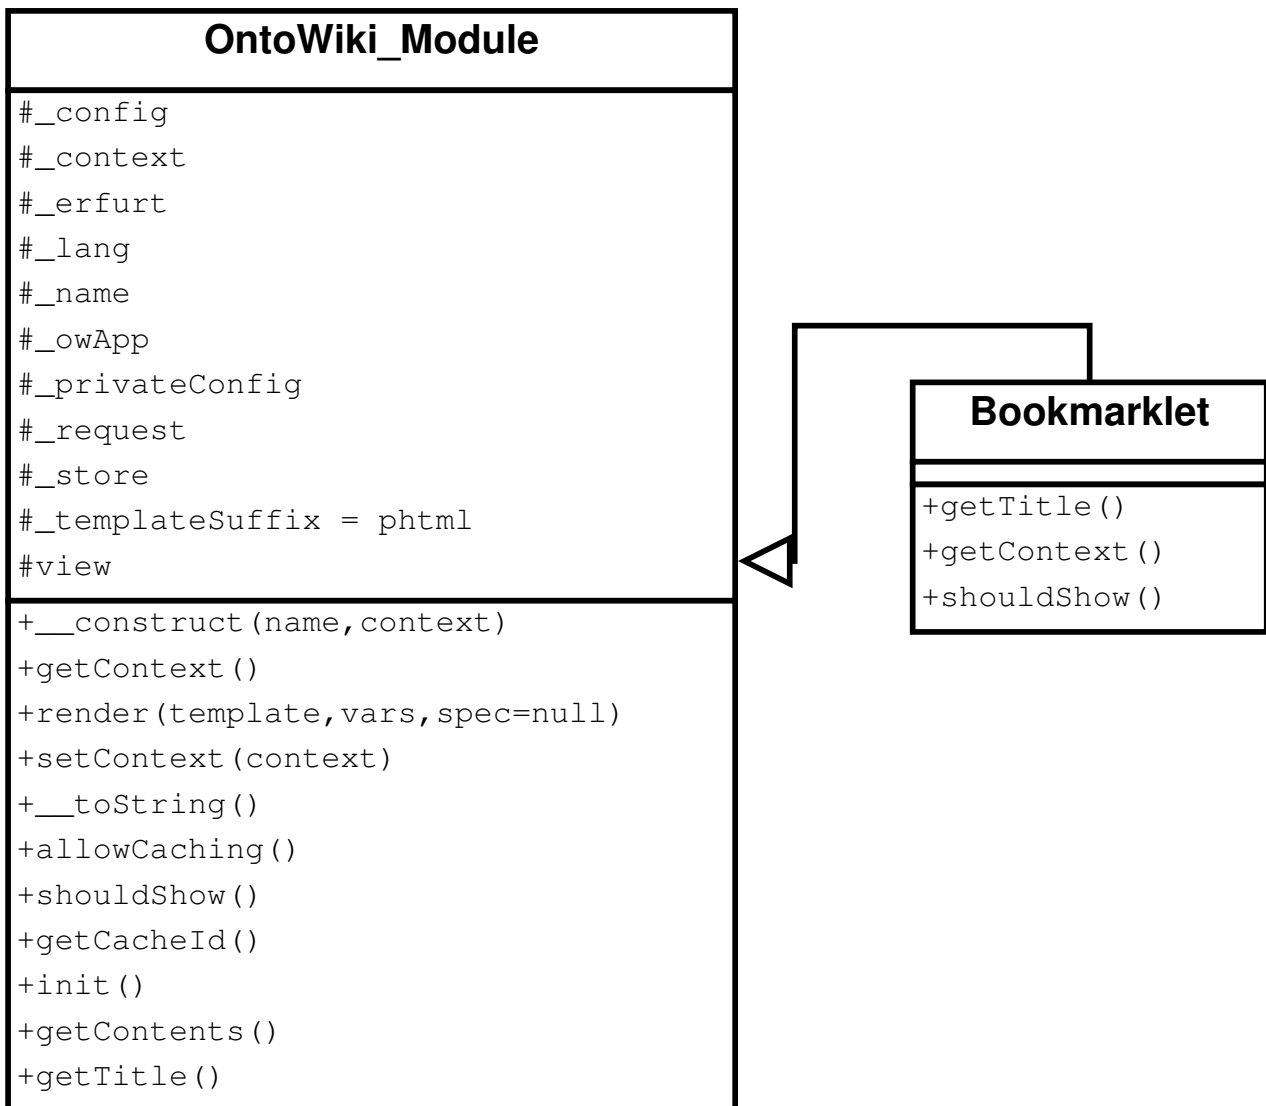 OntoWiki_Module
#_config
#_context
#_erfurt
#_lang
#_name
#_owApp
#_privateConfig
#_request
#_store
#_templateSuffix = phtml
#view
+__construct(name,context)
+getContext()
+render(template,vars,spec=null)
+setContext(context)
+__toString()
+allowCaching()
+shouldShow()
+getCacheId()
+init()
+getContents()
+getTitle()
Bookmarklet
+getTitle()
+getContext()
+shouldShow()